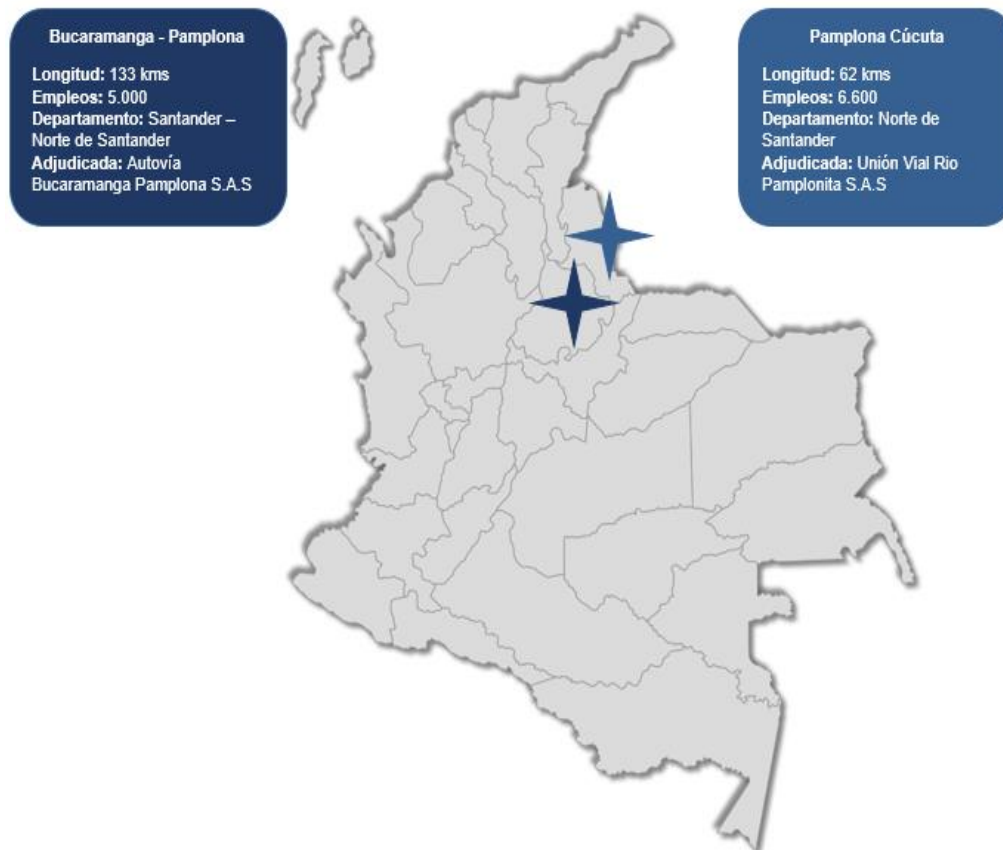 Bucaramanga - Pamplona
Longitud: 133 kms
Empleos: 5.000
Departamento: Santander –
Norte de Santander
Adjudicada: Autovía
Bucaramanga Pamplona S.A.S
Pamplona Cúcuta
Longitud: 62 kms
Empleos: 6.600
Departamento: Norte de
Santander
Adjudicada: Unión Vial Rio
Pamplonita S.A.S